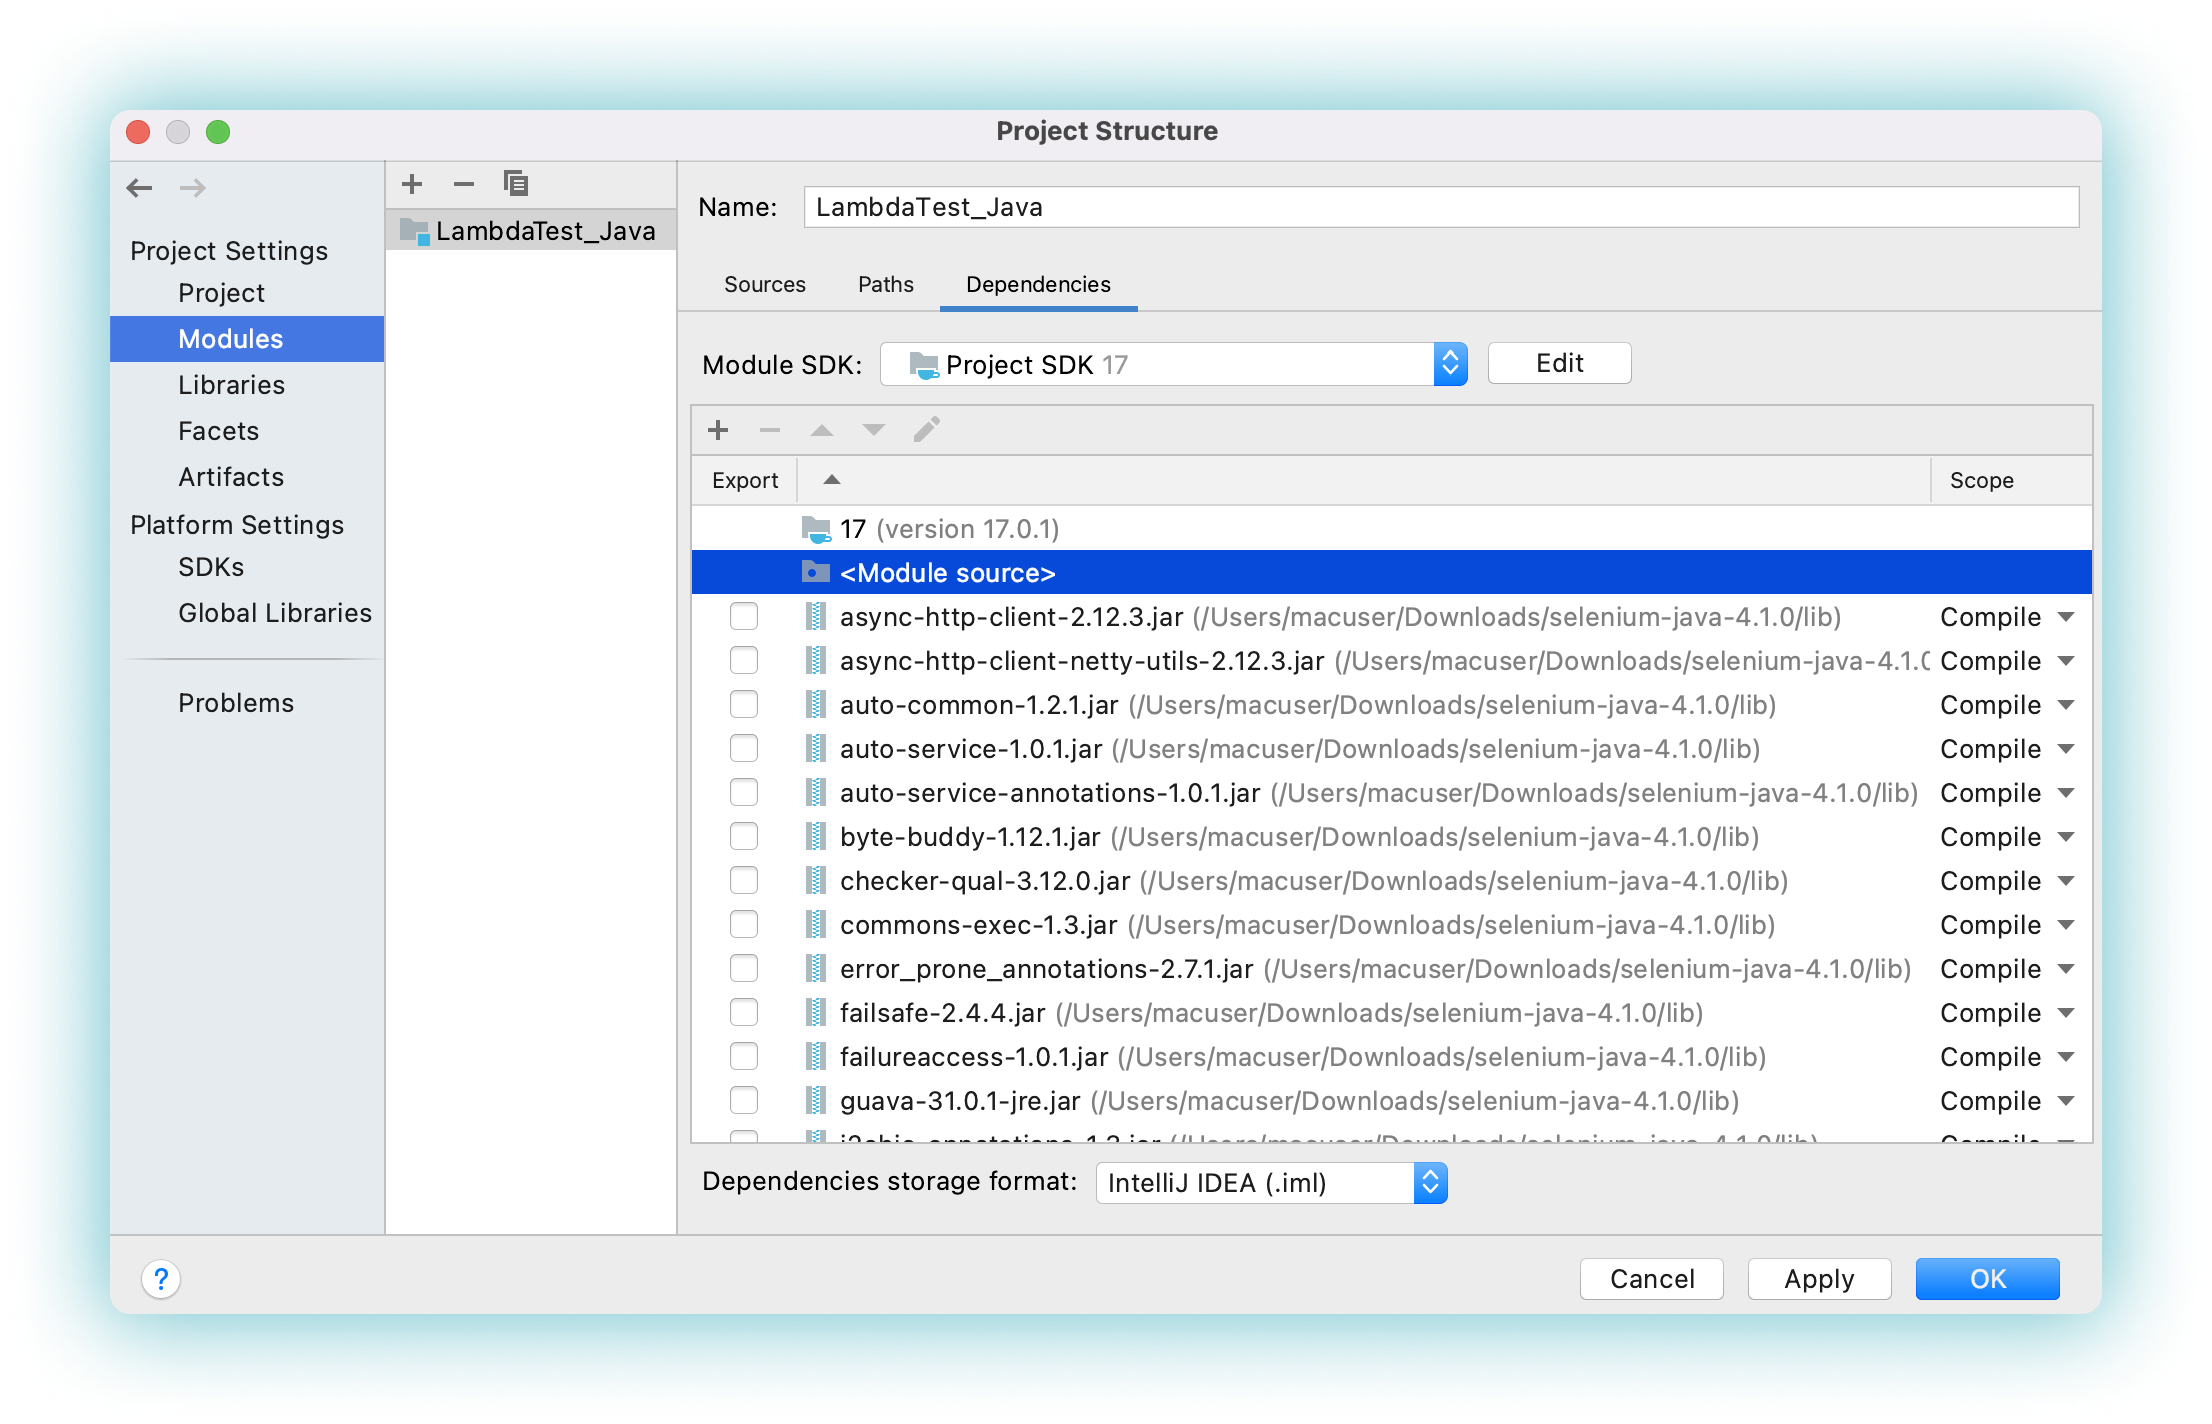 Project Structure
Project Settings
Project
Modules
Libraries
Facets
Artifacts
Platform Settings
SDKs
Global Libraries
Problems
LambdaTest_Java
Name: LambdaTest_Java
Sources Paths Dependencies
Module SDK: Project SDK 17 Edit
Export Scope
17 (version 17.0.1)
<Module source>
async-http-client-2.12.3.jar (/Users/macuser/Downloads/selenium-java-4.1.0/lib) Compile
async-http-client-netty-utils-2.12.3.jar (/Users/macuser/Downloads/selenium-java-4.1.0 Compile
auto-common-1.2.1.jar (/Users/macuser/Downloads/selenium-java-4.1.0/lib) Compile
auto-service-1.0.1.jar (/Users/macuser/Downloads/selenium-java-4.1.0/lib) Compile
auto-service-annotations-1.0.1.jar (/Users/macuser/Downloads/selenium-java-4.1.0/lib) Compile
byte-buddy-1.12.1.jar (/Users/macuser/Downloads/selenium-java-4.1.0/lib) Compile
checker-qual-3.12.0.jar (/Users/macuser/Downloads/selenium-java-4.1.0/lib) Compile
commons-exec-1.3.jar (/Users/macuser/Downloads/selenium-java-4.1.0/lib) Compile
error_prone_annotations-2.7.1.jar (/Users/macuser/Downloads/selenium-java-4.1.0/lib) Compile
failsafe-2.4.4.jar (/Users/macuser/Downloads/selenium-java-4.1.0/lib) Compile
failureaccess-1.0.1.jar (/Users/macuser/Downloads/selenium-java-4.1.0/lib) Compile
guava-31.0.1-jre.jar (/Users/macuser/Downloads/selenium-java-4.1.0/lib) Compile
Dependencies storage format: IntelliJ IDEA (.iml)
? Cancel Apply OK